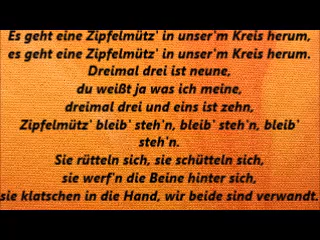 Es geht eine Zipfelmütz' in unser'm Kreis herum,
es geht eine Zipfelmütz' in unser'm Kreis herum.
Dreimal drei ist neune,
du weißt ja was ich meine,
dreimal drei und eins ist zehn,
Zipfelmütz' bleib' steh'n, bleib' steh'n, bleib'
steh'n.
Sie rütteln sich, sie schütteln sich,
sie werf'n die Beine hinter sich,
sie klatschen in die Hand, wir beide sind verwandt.